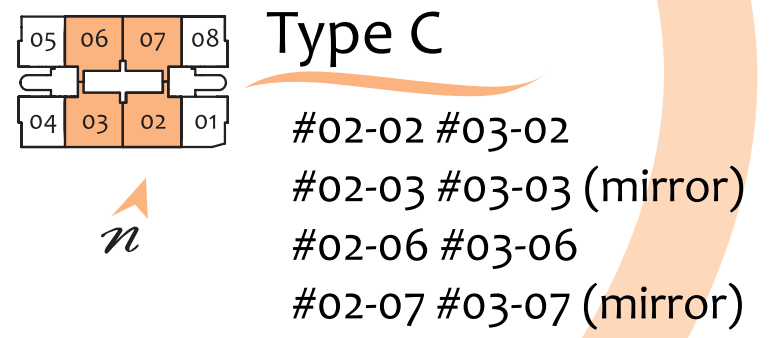 05 06 07 08
04 03 02 01
n
Type C
#02-02 #03-02
#02-03 #03-03 (mirror)
#02-06 #03-06
#02-07 #03-07 (mirror)